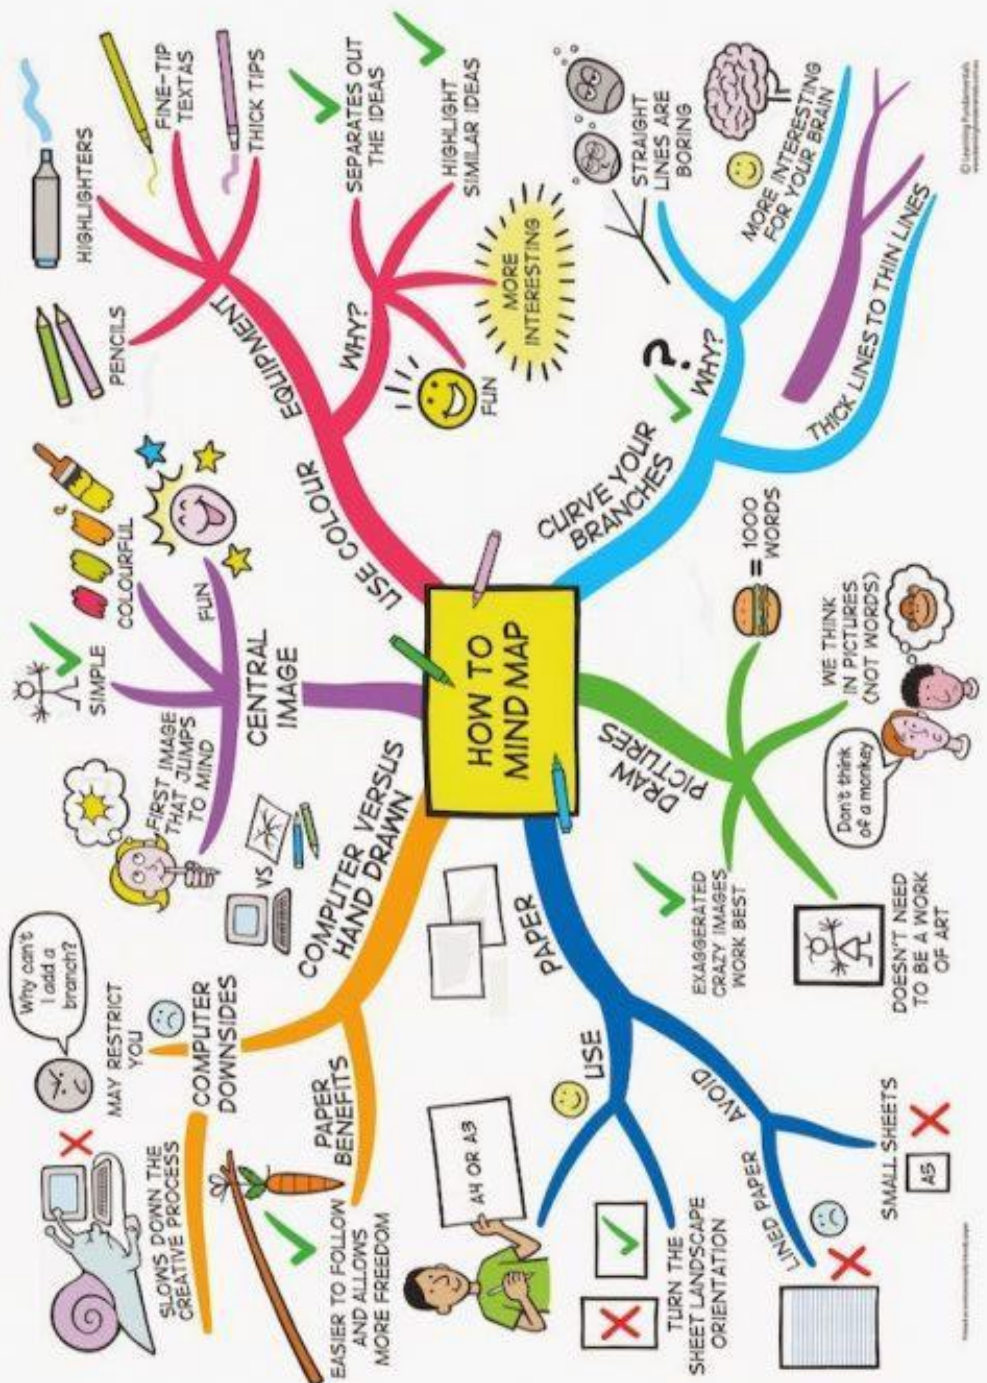 HOW TO
MIND MAP
USE COLOUR
EQUIPMENT
PENCILS
HIGHLIGHTERS
FINE-TIP
TEXTAS
THICK TIPS
WHY?
SEPARATES OUT
THE IDEAS
HIGHLIGHT
SIMILAR IDEAS
MORE
INTERESTING
FUN
CURVE YOUR
BRANCHES
?
WHY?
STRAIGHT
LINES ARE
BORING
MORE INTERESTING
FOR YOUR BRAIN
THICK LINES TO THIN LINES
DRAW
PICTURES
= 1000
WORDS
WE THINK
IN PICTURES
(NOT WORDS)
Don't think
of a monkey
DOESN'T NEED
TO BE A WORK
OF ART
EXAGGERATED
CRAZY IMAGES
WORK BEST
PAPER
USE
A4 OR A3
TURN THE
SHEET LANDSCAPE
ORIENTATION
AVOID
LINED PAPER
SMALL SHEETS
A5
COMPUTER VERSUS
HAND DRAWN
VS
PAPER
BENEFITS
EASIER TO FOLLOW
AND ALLOWS
MORE FREEDOM
COMPUTER
DOWNSIDES
SLOWS DOWN THE
CREATIVE PROCESS
MAY RESTRICT
YOU
Why can't
I add a
branch?
CENTRAL
IMAGE
FIRST IMAGE
THAT JUMPS
TO MIND
SIMPLE
COLOURFUL
FUN
© Learning Fundamentals